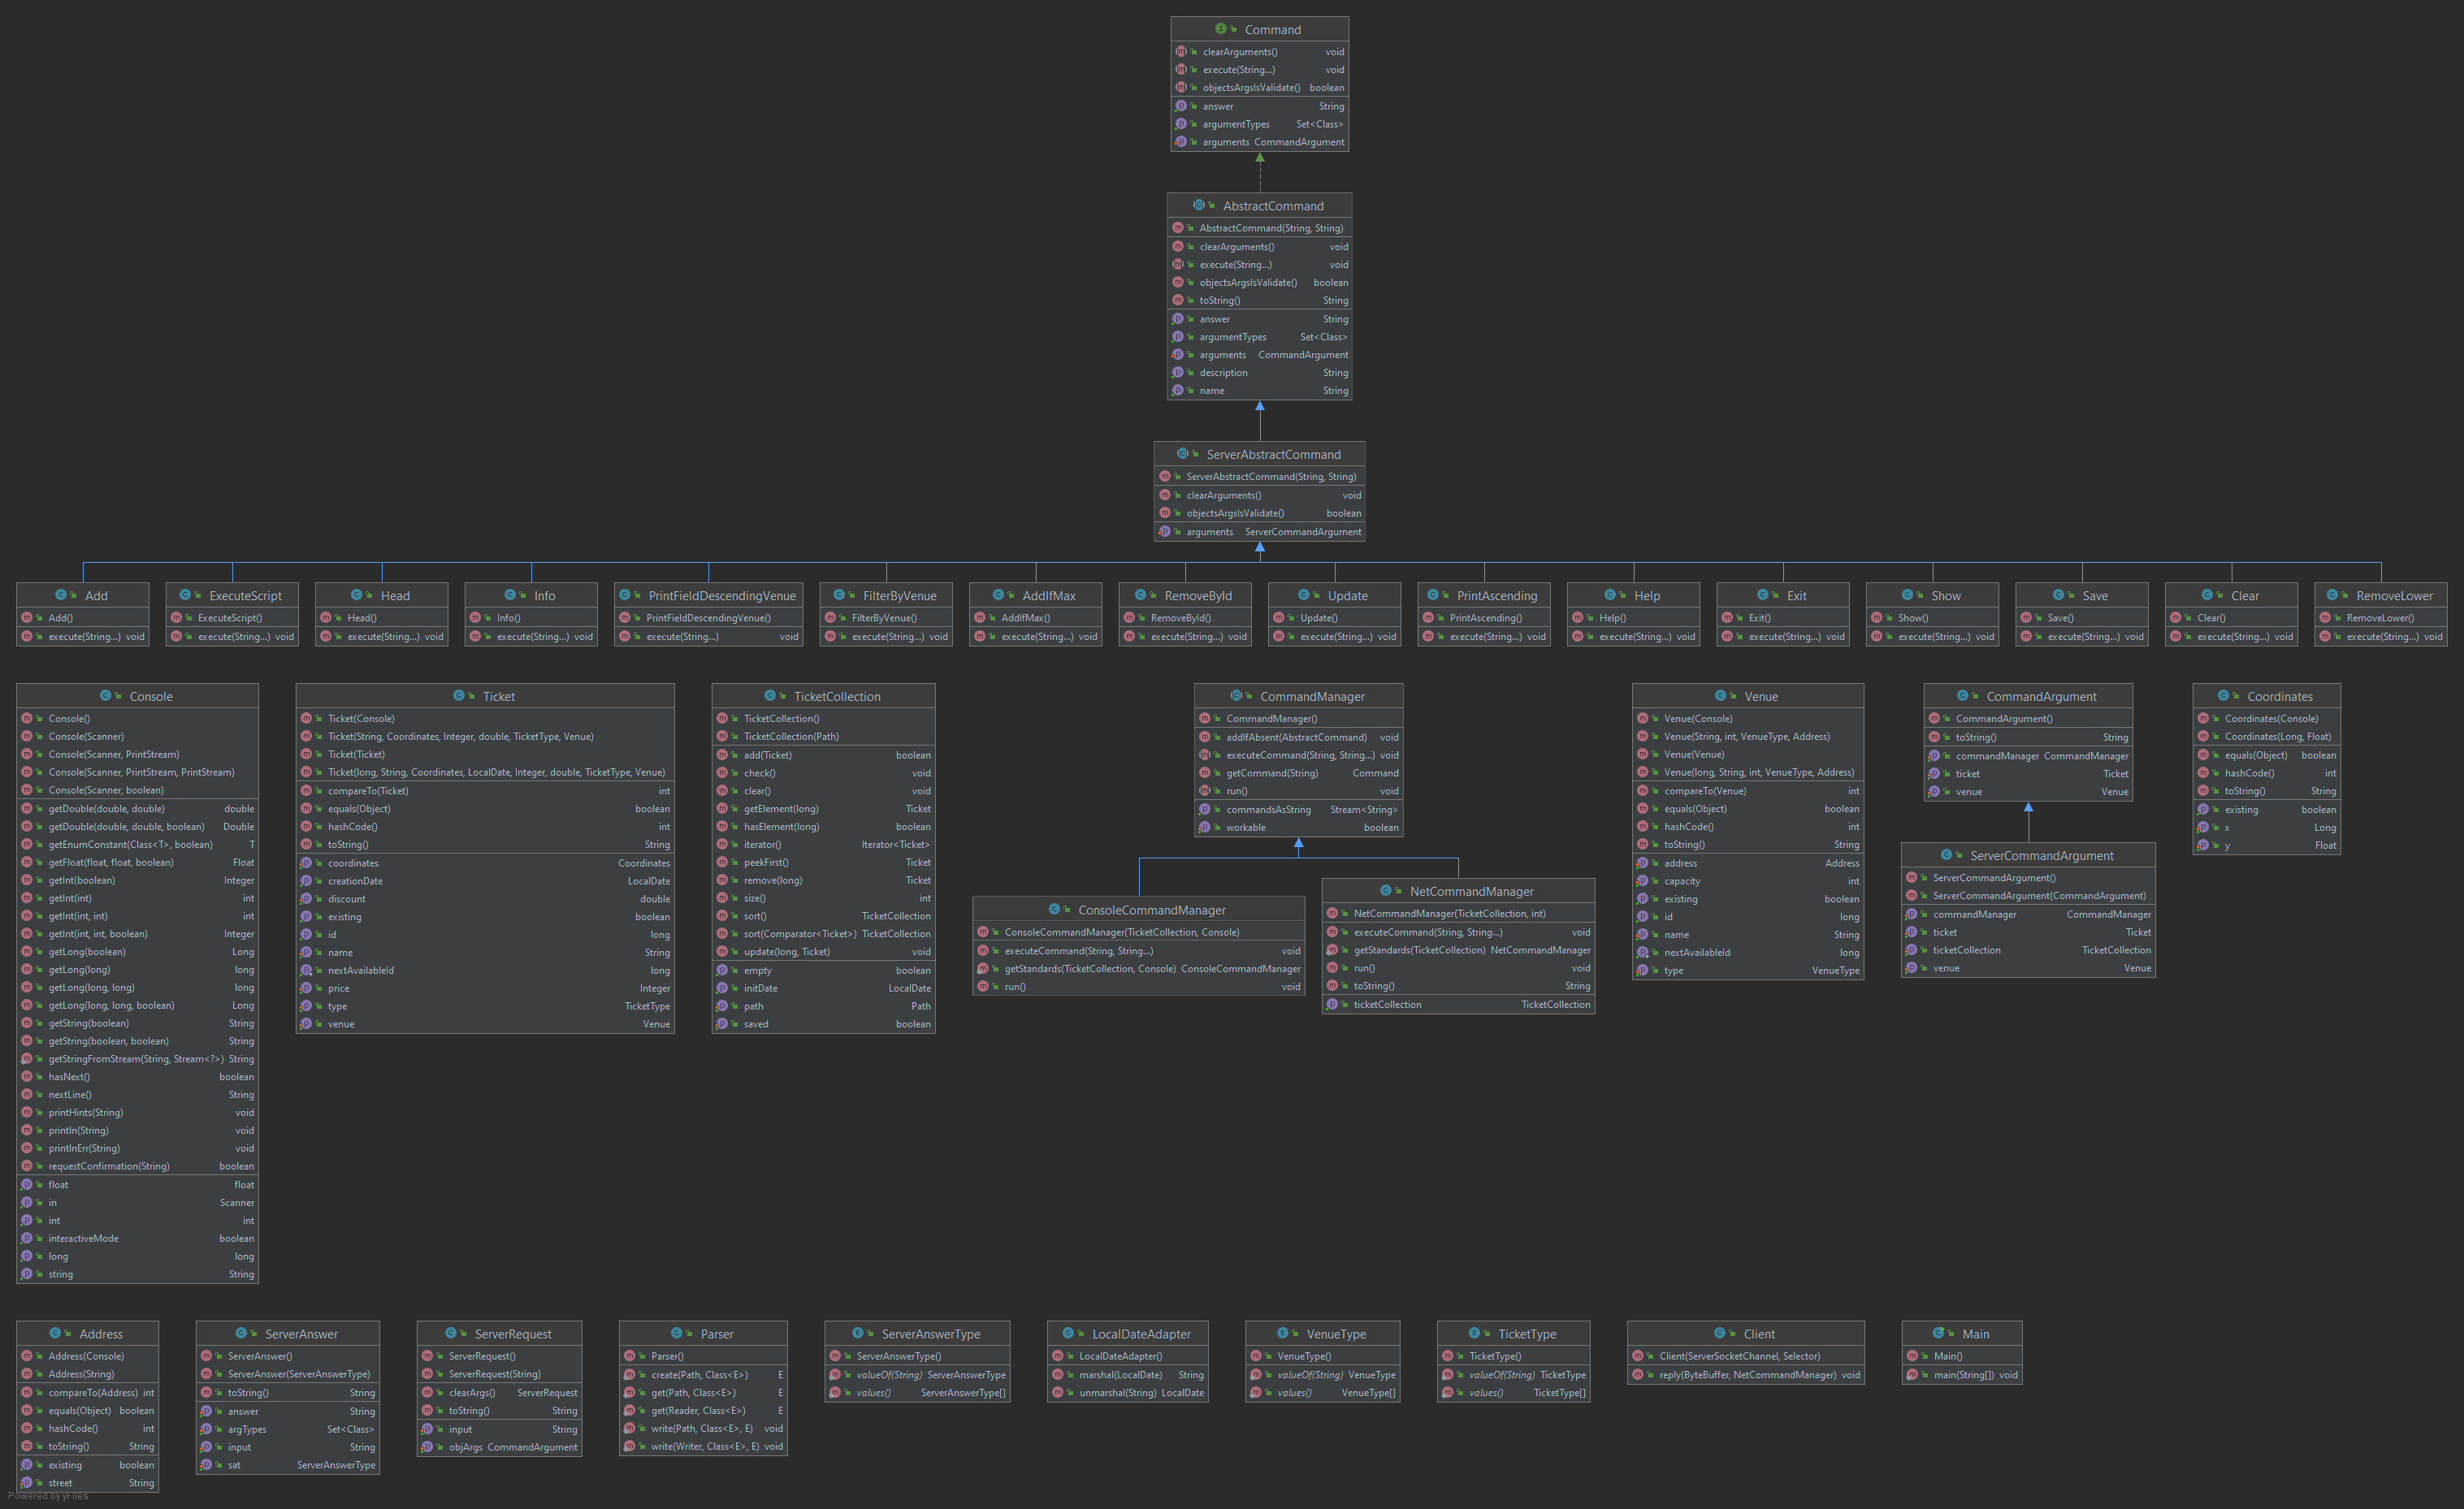 Command
clearArguments() void
execute(String...) void
objectsArgsIsValidate() boolean
answer String
argumentTypes Set<Class>
arguments CommandArgument
AbstractCommand
AbstractCommand(String, String)
clearArguments() void
execute(String...) void
objectsArgsIsValidate() boolean
toString() String
answer String
argumentTypes Set<Class>
arguments CommandArgument
description String
name String
ServerAbstractCommand
ServerAbstractCommand(String, String)
clearArguments() void
objectsArgsIsValidate() boolean
arguments ServerCommandArgument
Add
Add()
execute(String...) void
ExecuteScript
ExecuteScript()
execute(String...) void
Head
Head()
execute(String...) void
Info
Info()
execute(String...) void
PrintFieldDescendingVenue
PrintFieldDescendingVenue()
execute(String...) void
FilterByVenue
FilterByVenue()
execute(String...) void
AddIfMax
AddIfMax()
execute(String...) void
RemoveById
RemoveById()
execute(String...) void
Update
Update()
execute(String...) void
PrintAscending
PrintAscending()
execute(String...) void
Help
Help()
execute(String...) void
Exit
Exit()
execute(String...) void
Show
Show()
execute(String...) void
Save
Save()
execute(String...) void
Clear
Clear()
execute(String...) void
RemoveLower
RemoveLower()
execute(String...) void
Console
Console()
Console(Scanner)
Console(Scanner, PrintStream)
Console(Scanner, PrintStream, PrintStream)
Console(Scanner, boolean)
getDouble(double, double) double
getDouble(double, double, boolean) Double
getEnumConstant(Class<T>, boolean) T
getFloat(float, float, boolean) Float
getInt(boolean) Integer
getInt(int) int
getInt(int, int) int
getInt(int, int, boolean) Integer
getLong(boolean) Long
getLong(long) long
getLong(long, long) long
getLong(long, long, boolean) Long
getString(boolean) String
getString(boolean, boolean) String
getStringFromStream(String, Stream<?>) String
hasNext() boolean
nextLine() String
printHints(String) void
println(String) void
printlnErr(String) void
requestConfirmation(String) boolean
float float
in Scanner
int int
interactiveMode boolean
long long
string String
Ticket
Ticket(Console)
Ticket(String, Coordinates, Integer, double, TicketType, Venue)
Ticket(Ticket)
Ticket(long, String, Coordinates, LocalDate, Integer, double, TicketType, Venue)
compareTo(Ticket) int
equals(Object) boolean
hashCode() int
toString() String
coordinates Coordinates
creationDate LocalDate
discount double
existing boolean
id long
name String
nextAvailableId long
price Integer
type TicketType
venue Venue
TicketCollection
TicketCollection()
TicketCollection(Path)
add(Ticket) boolean
check() void
clear() void
getElement(long) Ticket
hasElement(long) boolean
iterator() Iterator<Ticket>
peekFirst() Ticket
remove(long) Ticket
size() int
sort() TicketCollection
sort(Comparator<Ticket>) TicketCollection
update(long, Ticket) void
empty boolean
initDate LocalDate
path Path
saved boolean
CommandManager
CommandManager()
addIfAbsent(AbstractCommand) void
executeCommand(String, String...) void
getCommand(String) Command
run() void
commandsAsString Stream<String>
workable boolean
ConsoleCommandManager
ConsoleCommandManager(TicketCollection, Console)
executeCommand(String, String...) void
getStandards(TicketCollection, Console) ConsoleCommandManager
run() void
NetCommandManager
NetCommandManager(TicketCollection, int)
executeCommand(String, String...) void
getStandards(TicketCollection) NetCommandManager
run() void
toString() String
ticketCollection TicketCollection
Venue
Venue(Console)
Venue(String, int, VenueType, Address)
Venue(Venue)
Venue(long, String, int, VenueType, Address)
compareTo(Venue) int
equals(Object) boolean
hashCode() int
toString() String
address Address
capacity int
existing boolean
id long
name String
nextAvailableId long
type VenueType
CommandArgument
CommandArgument()
toString() String
commandManager CommandManager
ticket Ticket
venue Venue
ServerCommandArgument
ServerCommandArgument()
ServerCommandArgument(CommandArgument)
commandManager CommandManager
ticket Ticket
ticketCollection TicketCollection
venue Venue
Coordinates
Coordinates(Console)
Coordinates(Long, Float)
equals(Object) boolean
hashCode() int
toString() String
existing boolean
x Long
y Float
Address
Address(Console)
Address(String)
compareTo(Address) int
equals(Object) boolean
hashCode() int
toString() String
existing boolean
street String
ServerAnswer
ServerAnswer()
ServerAnswer(ServerAnswerType)
toString() String
answer String
argTypes Set<Class>
input String
sat ServerAnswerType
ServerRequest
ServerRequest()
ServerRequest(String)
clearArgs() ServerRequest
toString() String
input String
objArgs CommandArgument
Parser
Parser()
create(Path, Class<E>) E
get(Path, Class<E>) E
get(Reader, Class<E>) E
write(Path, Class<E>, E) void
write(Writer, Class<E>, E) void
ServerAnswerType
ServerAnswerType()
valueOf(String) ServerAnswerType
values() ServerAnswerType[]
LocalDateAdapter
LocalDateAdapter()
marshal(LocalDate) String
unmarshal(String) LocalDate
VenueType
VenueType()
valueOf(String) VenueType
values() VenueType[]
TicketType
TicketType()
valueOf(String) TicketType
values() TicketType[]
Client
Client(ServerSocketChannel, Selector)
reply(ByteBuffer, NetCommandManager) void
Main
Main()
main(String[]) void
Powered by yFiles